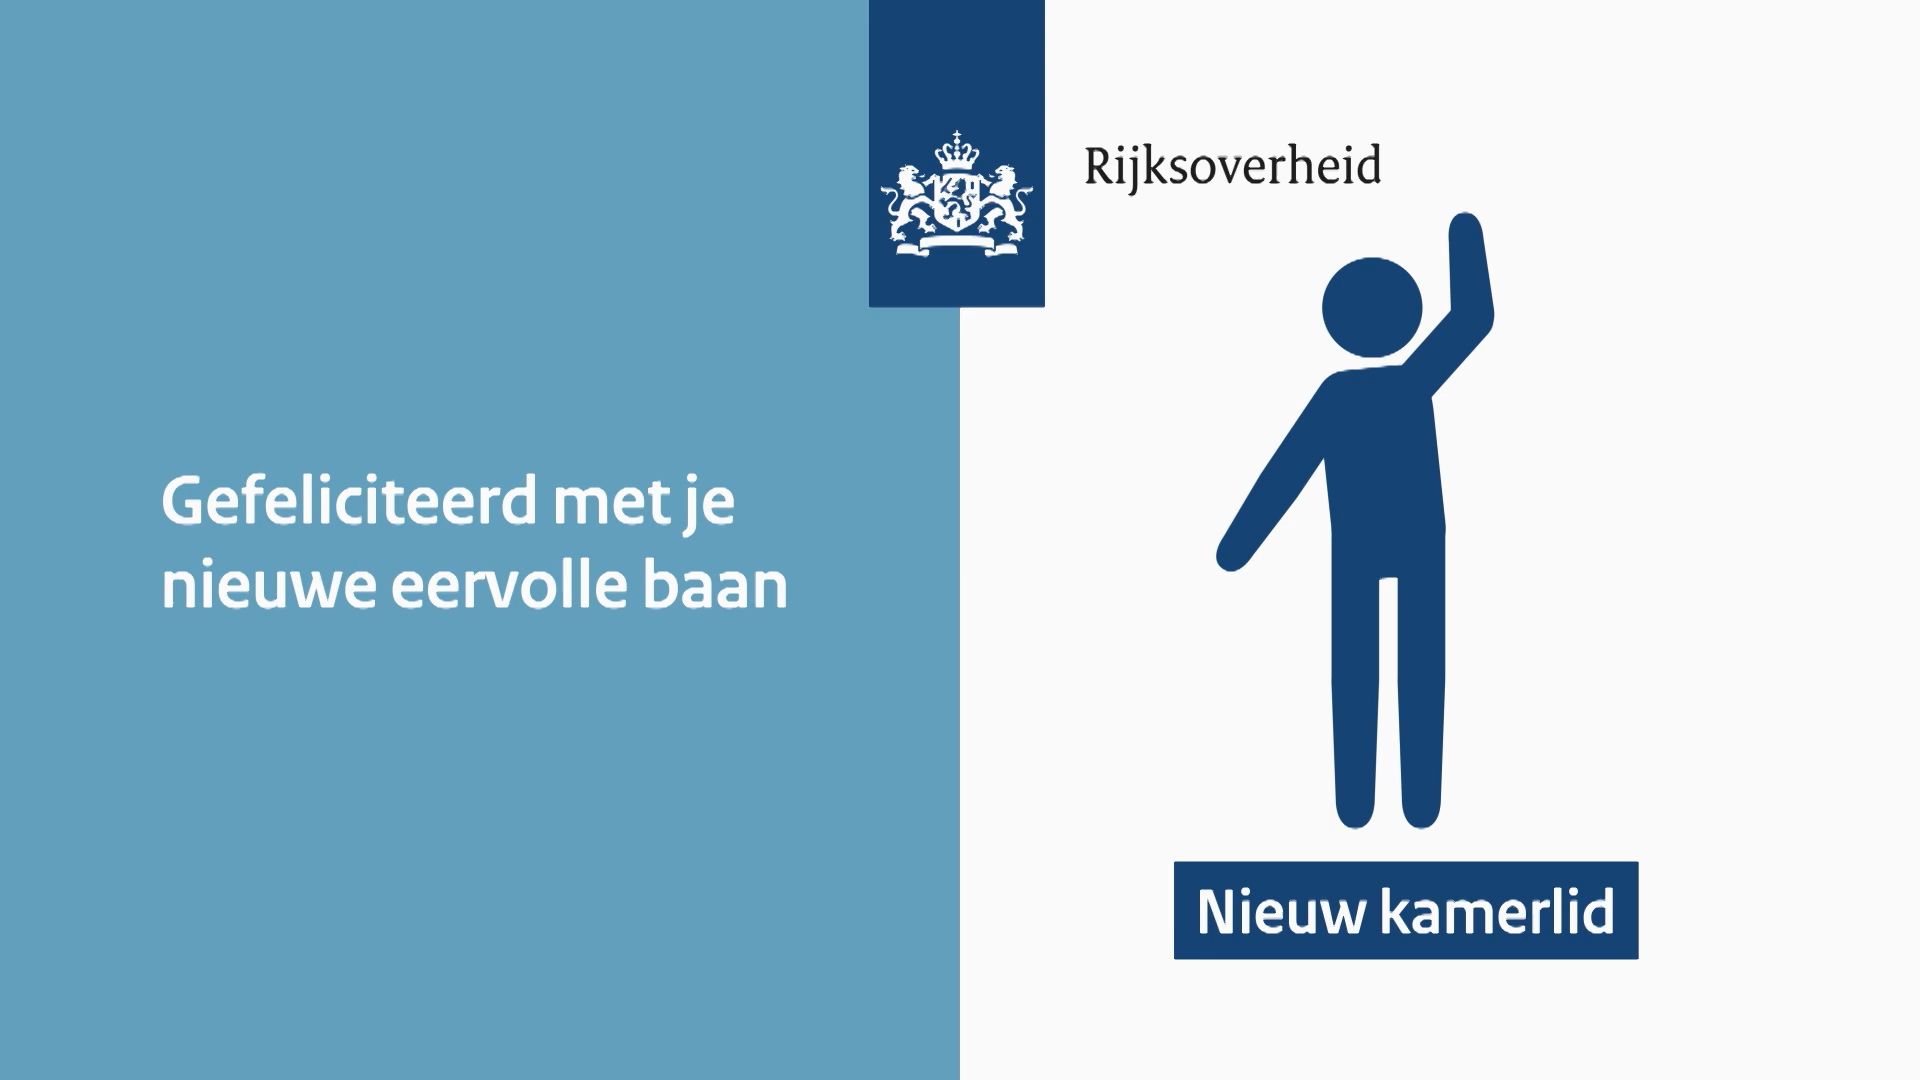 Rijksoverheid
Gefeliciteerd met je
nieuwe eervolle baan
Nieuw kamerlid